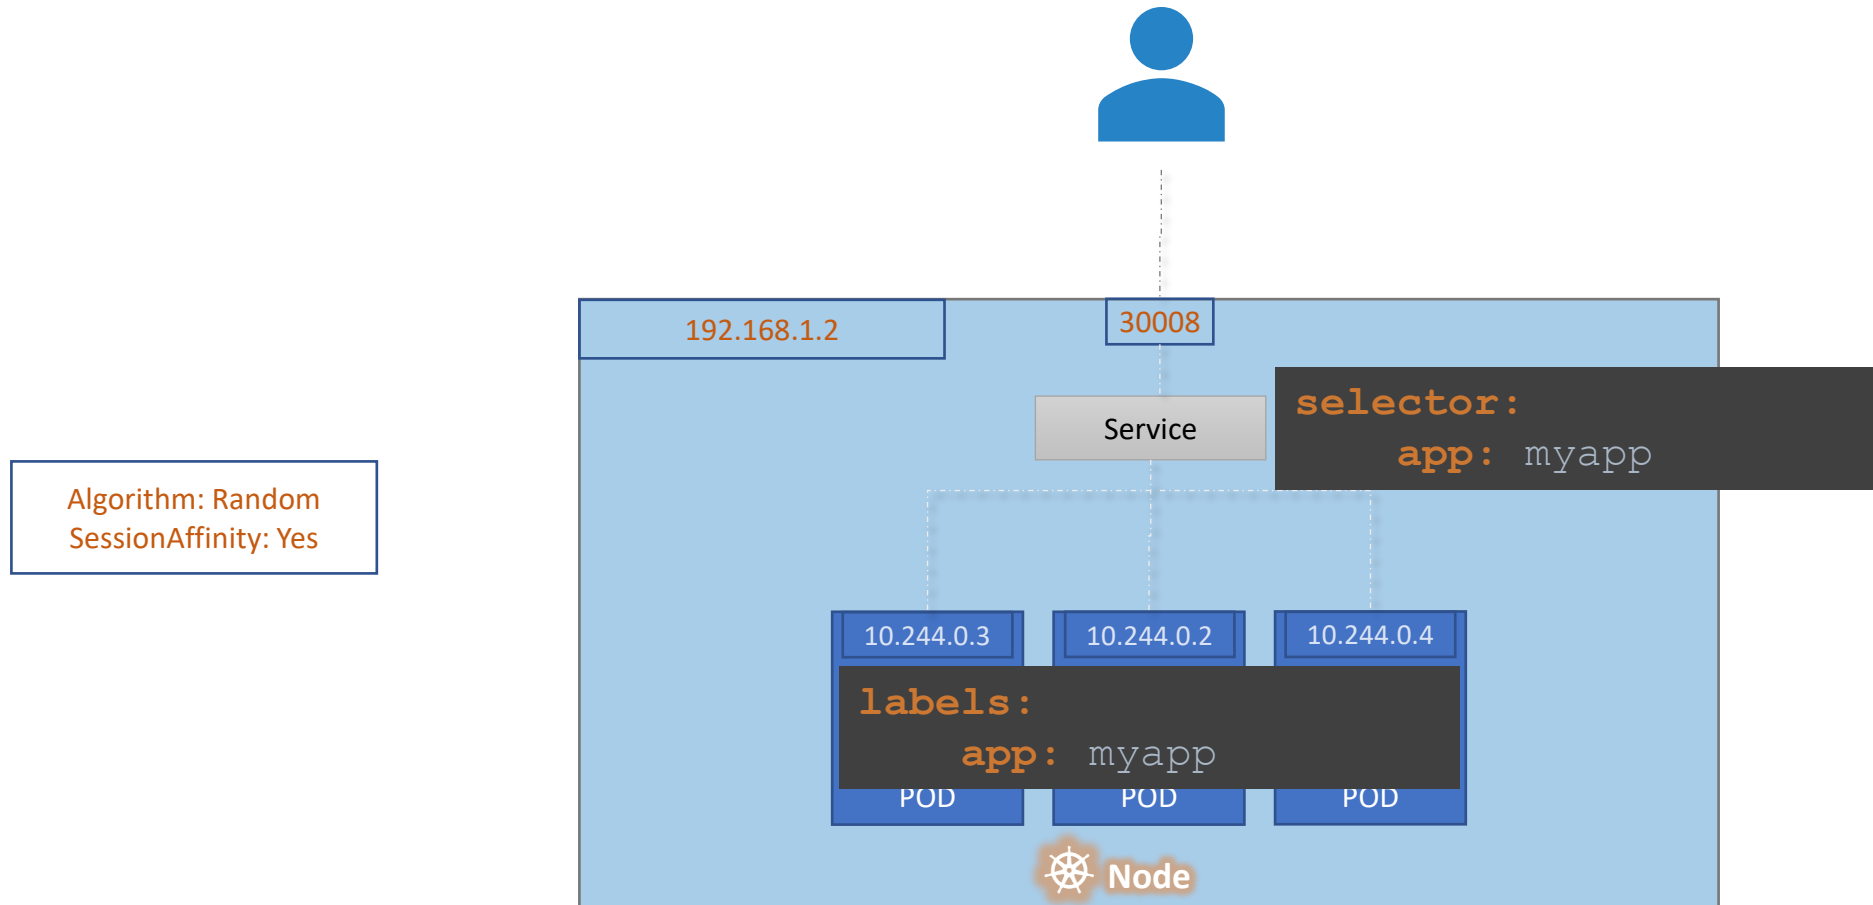 192.168.1.2
30008
Service
selector:
app: myapp
Algorithm: Random
SessionAffinity: Yes
10.244.0.3
10.244.0.2
10.244.0.4
labels:
app: myapp
POD
POD
POD
Node